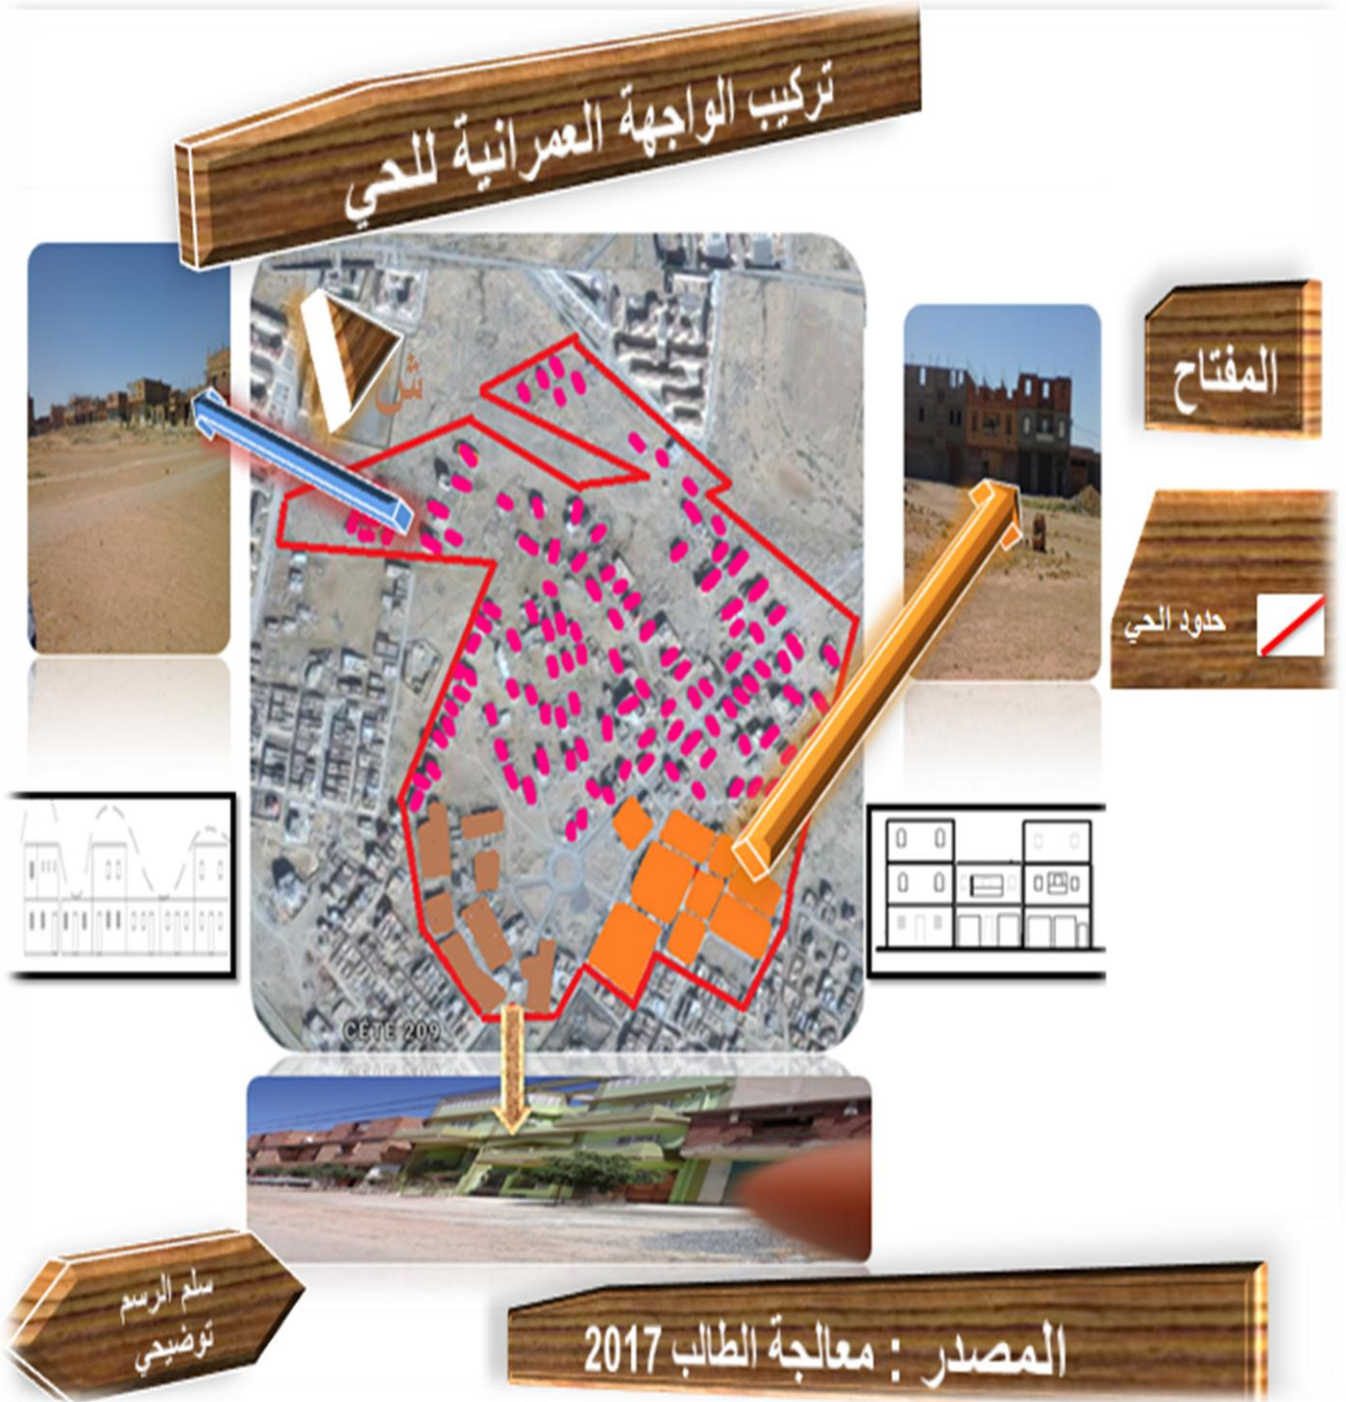 تركيب الواجهة العمرانية للحي
ش
المفتاح
حدود الحي
CETE 209
سلم الرسم
توضيحي
المصدر : معالجة الطالب 2017